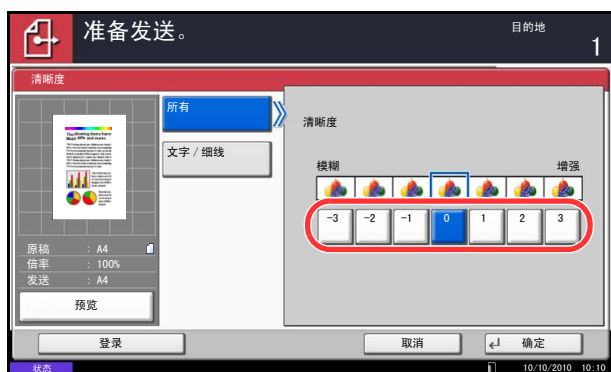 准备发送。
目的地
1
清晰度
所有
文字 / 细线
清晰度
模糊 增强
-3 -2 -1 0 1 2 3
原稿 : A4
倍率 : 100%
发送 : A4
预览
登录 取消 确定
状态 10/10/2010 10:10